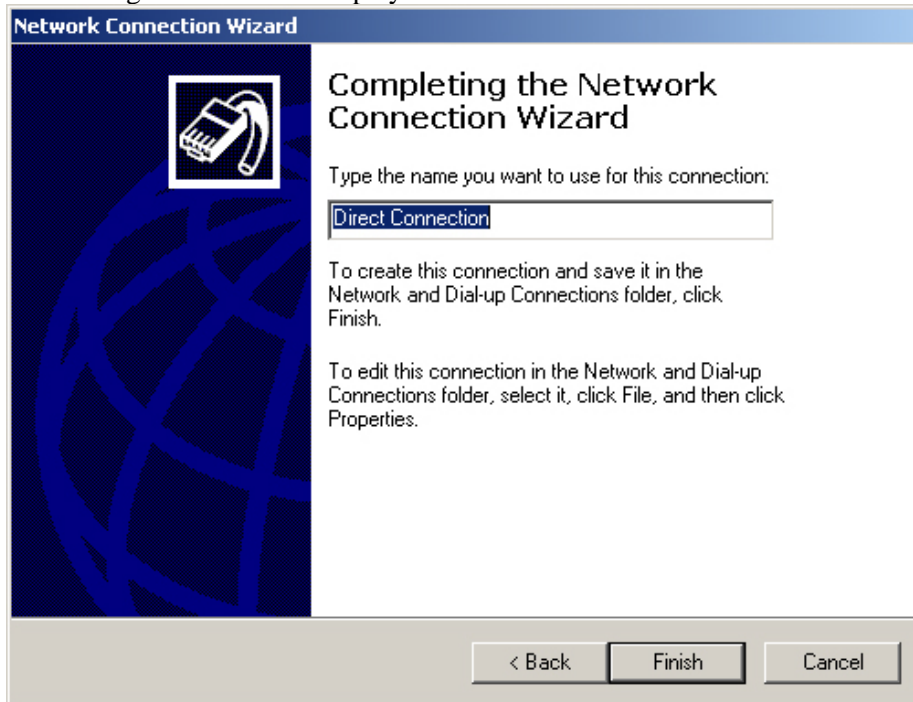 Network Connection Wizard
Completing the Network
Connection Wizard
Type the name you want to use for this connection:
Direct Connection
To create this connection and save it in the
Network and Dial-up Connections folder, click
Finish.
To edit this connection in the Network and Dial-up
Connections folder, select it, click File, and then click
Properties.
< Back
Finish
Cancel